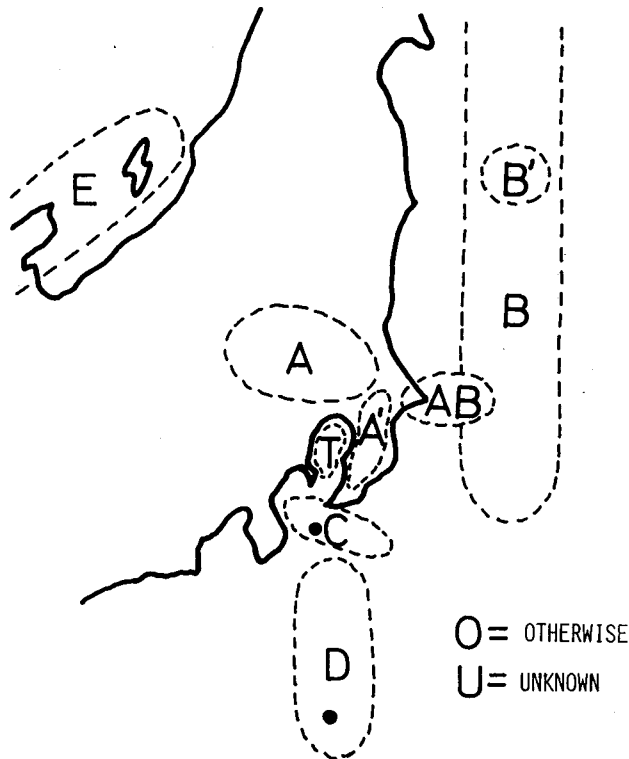 B'
E
B
A
AB
A'
T
C
D
O = OTHERWISE
U = UNKNOWN